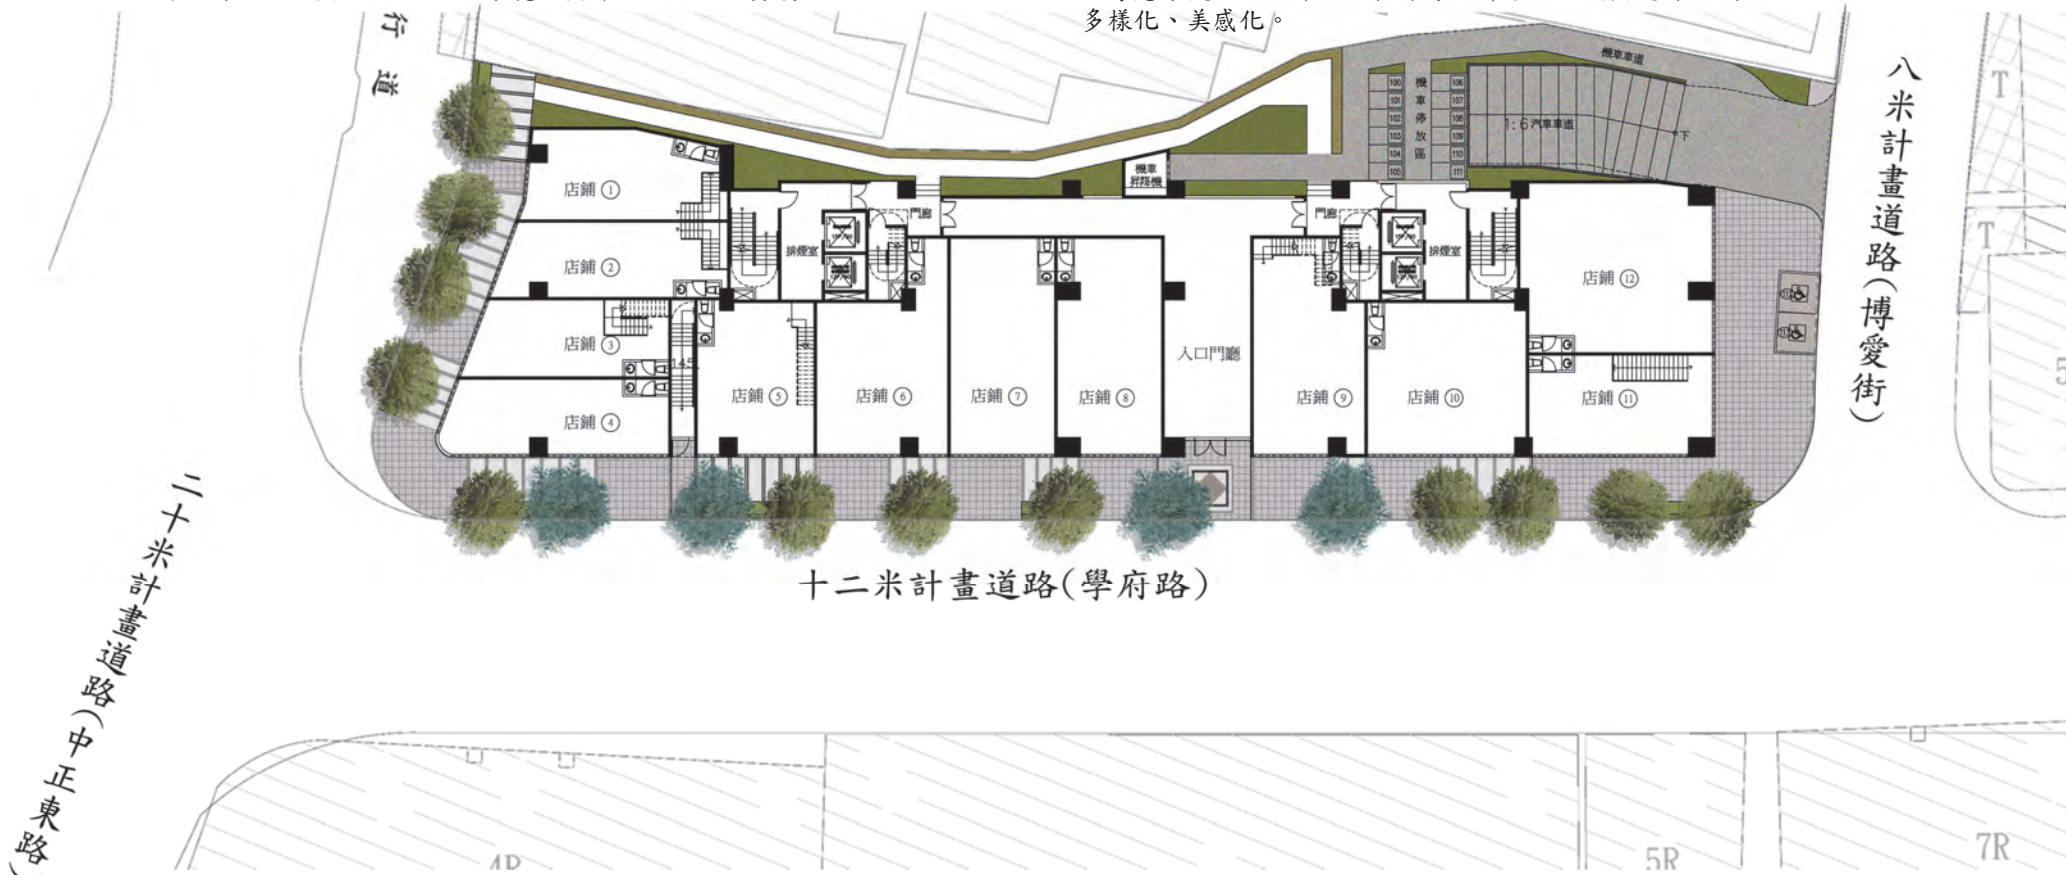 多樣化、美感化。
行道
八米計畫道路(博愛街)
機車車道
100
101
102
103
104
105
機車停放區
106
107
108
109
110
111
1:6汽車車道
下
T
T
機車
昇降機
店鋪①
店鋪②
店鋪③
店鋪④
145
排煙室
門廊
門廊
排煙室
店鋪⑤
店鋪⑥
店鋪⑦
店鋪⑧
入口門廳
店鋪⑨
店鋪⑩
店鋪⑪
店鋪⑫
十二米計畫道路(學府路)
二十米計畫道路(中正東路)
4R
5R
7R
5